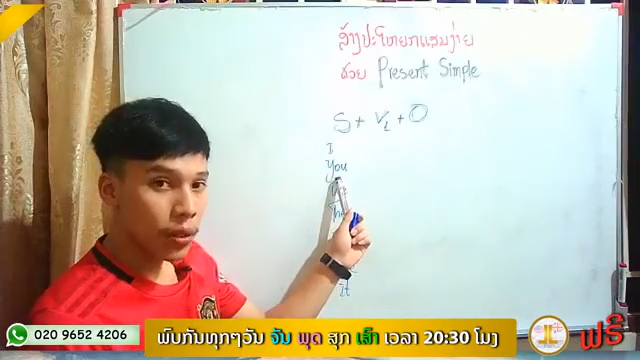 ສ້າງປະໂຫຍກແສນງ່າຍ
ດ້ວຍ Present Simple
S + V1 + O
I
You
It
020 9652 4206
ພົບກັນທຸກໆວັນ ຈັນ ພຸດ ສຸກ ເສົາ ເວລາ 20:30 ໂມງ
ຟຣີ